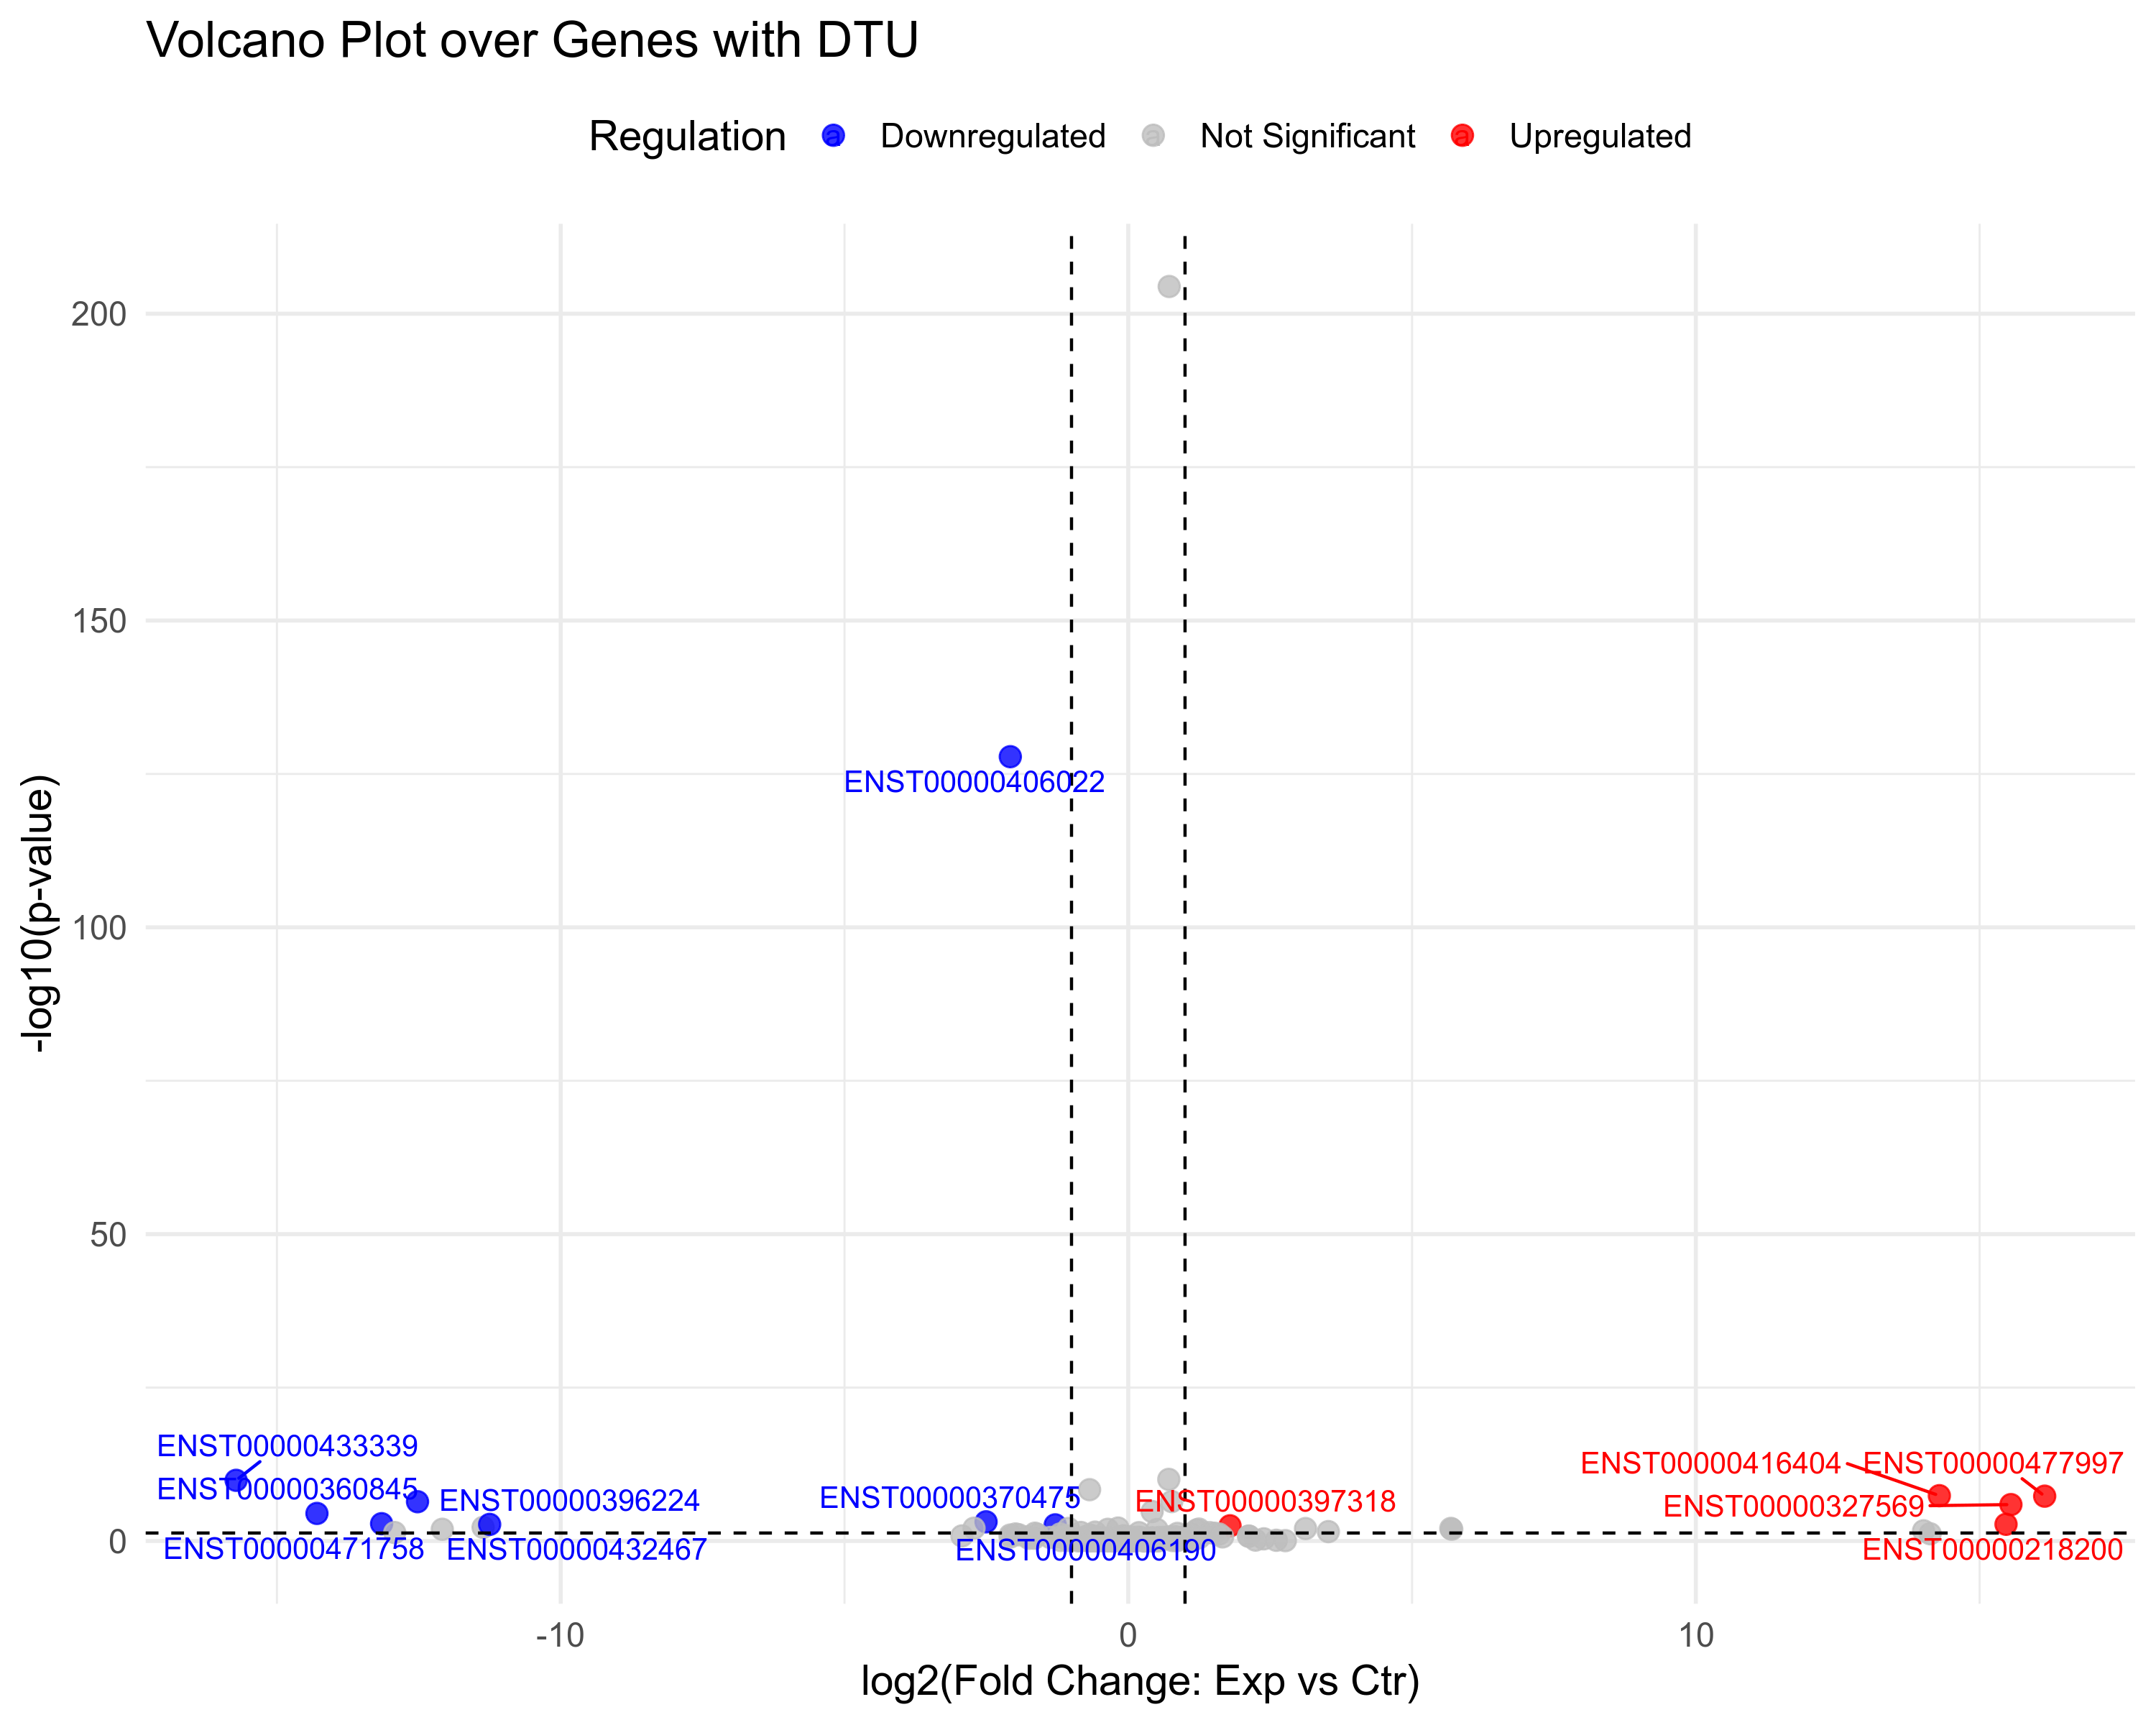 Volcano Plot over Genes with DTU
Regulation a Downregulated a Not Significant a Upregulated
-log10(p-value)
200
150
100
50
0
ENST00000406022
ENST00000433339
ENST00000360845
ENST00000396224
ENST00000471758
ENST00000432467
ENST00000370475
ENST00000406190
ENST00000397318
ENST00000416404
ENST00000477997
ENST00000327569
ENST00000218200
-10
0
10
log2(Fold Change: Exp vs Ctr)